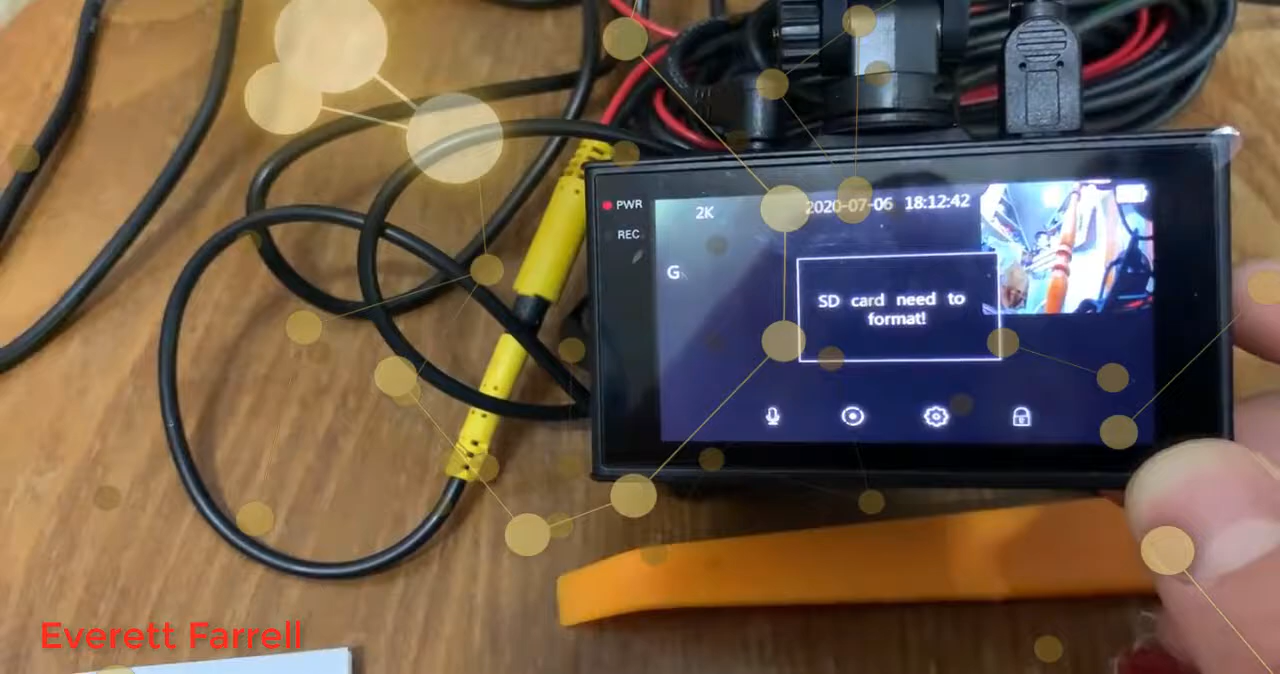 PWR
REC
2K
2020-07-06 18:12:42
G
SD card need to
format!
Everett Farrell